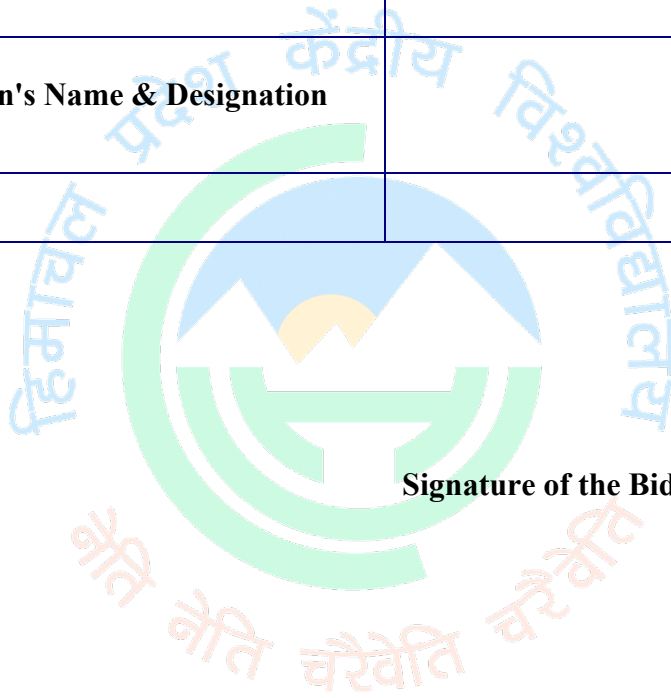 n's Name & Designation
हिमाचल प्रदेश केंद्रीय विश्वविद्यालय
Signature of the Bid
नेति नेति चरैवेति चरैवेति